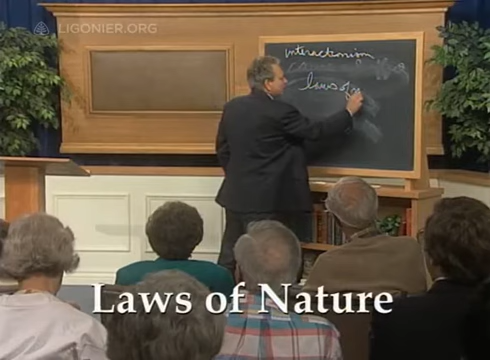 LIGONIER.ORG
interactionism
laws of
Laws of Nature